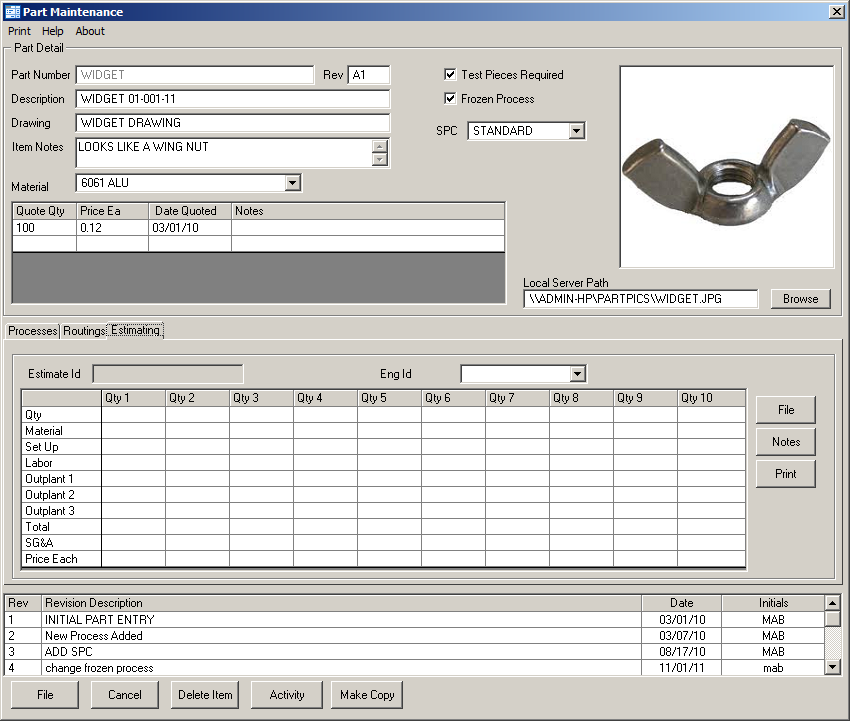 Part Maintenance
Print Help About
Part Detail
Part Number WIDGET Rev A1
Test Pieces Required
Description WIDGET 01-001-11
Frozen Process
Drawing WIDGET DRAWING
SPC STANDARD
Item Notes LOOKS LIKE A WING NUT
Material 6061 ALU
Quote Qty Price Ea Date Quoted Notes
100 0.12 03/01/10
Local Server Path
\\ADMIN-HP\PARTPICS\WIDGET.JPG Browse
Processes Routings Estimating
Estimate Id Eng Id
Qty 1 Qty 2 Qty 3 Qty 4 Qty 5 Qty 6 Qty 7 Qty 8 Qty 9 Qty 10
Qty
Material
Set Up
Labor
Outplant 1
Outplant 2
Outplant 3
Total
SG&A
Price Each
File
Notes
Print
Rev Revision Description Date Initials
1 INITIAL PART ENTRY 03/01/10 MAB
2 New Process Added 03/07/10 MAB
3 ADD SPC 08/17/10 MAB
4 change frozen process 11/01/11 mab
File Cancel Delete Item Activity Make Copy